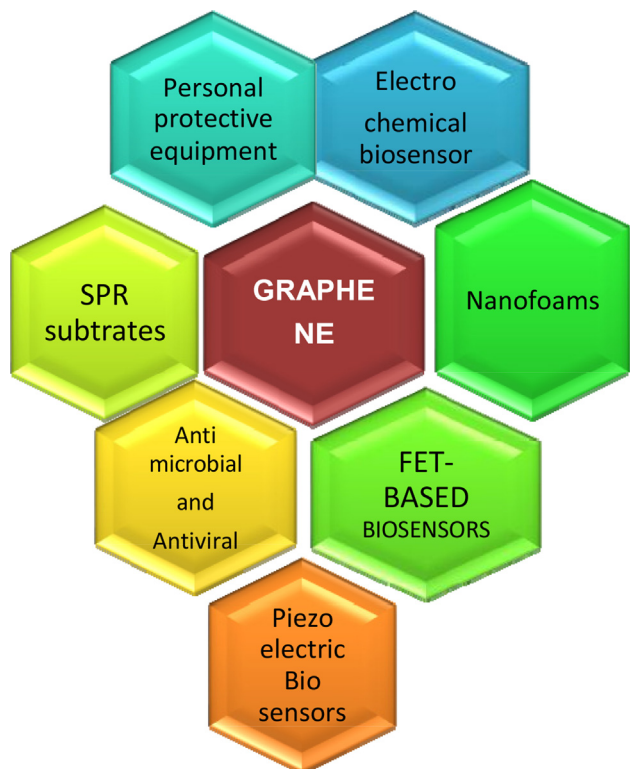 Personal
protective
equipment
Electro
chemical
biosensor
SPR
subtrates
GRAPHE
NE
Nanofoams
Anti
microbial
and
Antiviral
FET-
BASED
BIOSENSORS
Piezo
electric
Bio
sensors